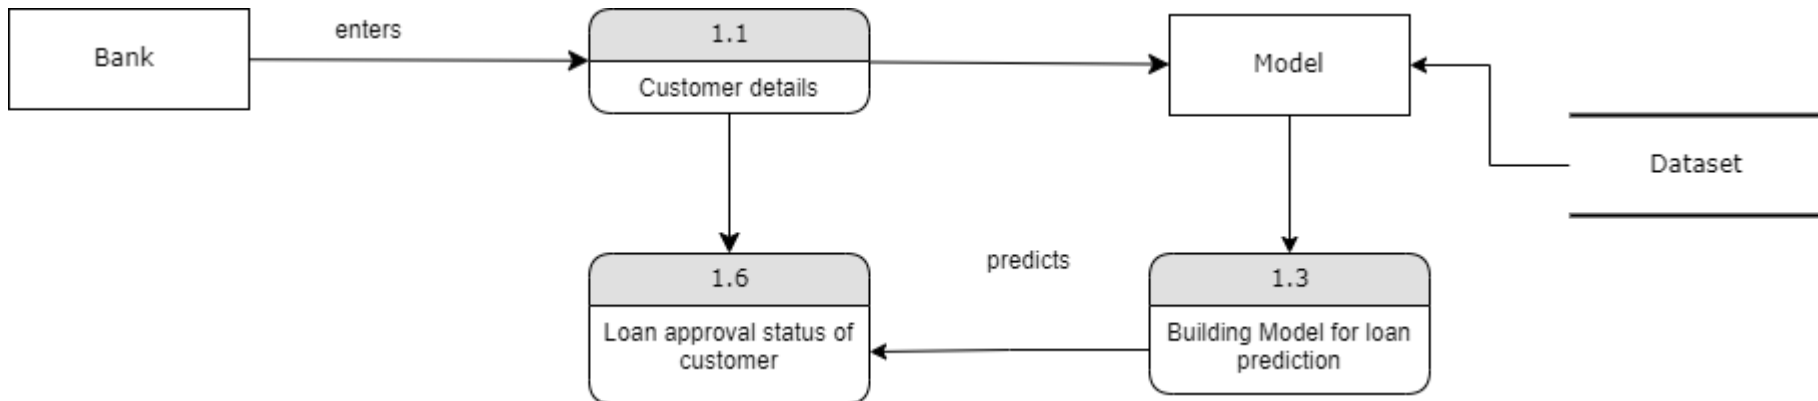 enters
Bank
1.1
Customer details
Model
Dataset
predicts
1.6
Loan approval status of
customer
1.3
Building Model for loan
prediction